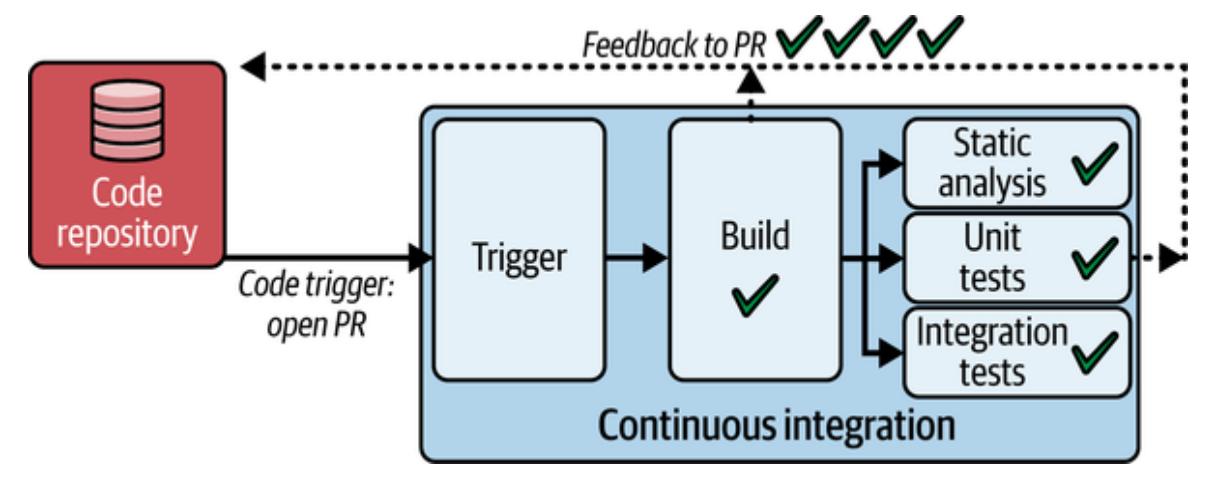 Feedback to PR
Code
repository
Code trigger:
open PR
Trigger
Build
Static
analysis
Unit
tests
Integration
tests
Continuous integration